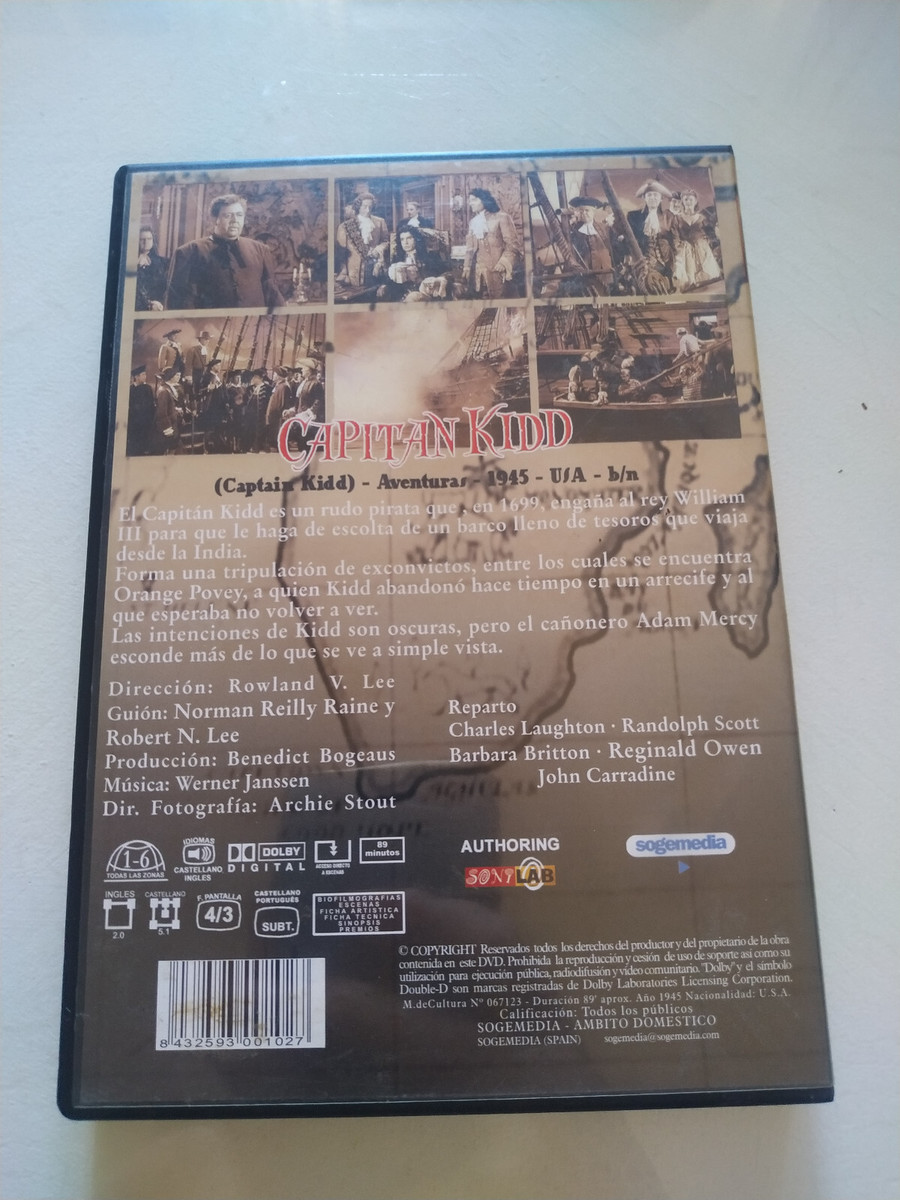 CAPITAN KIDD
(Captain Kidd) - Aventuras - 1945 - USA - b/n
El Capitán Kidd es un rudo pirata que , en 1699, engaña al rey William
III para que le haga de escolta de un barco lleno de tesoros que viaja
desde la India.
Forma una tripulación de exconvictos, entre los cuales se encuentra
Orange Povey, a quien Kidd abandonó hace tiempo en un arrecife y al
que esperaba no volver a ver.
Las intenciones de Kidd son oscuras, pero el cañonero Adam Mercy
esconde más de lo que se ve a simple vista.
Dirección: Rowland V. Lee
Guión: Norman Reilly Raine y
Robert N. Lee
Producción: Benedict Bogeaus
Música: Werner Janssen
Dir. Fotografía: Archie Stout
Reparto
Charles Laughton · Randolph Scott
Barbara Britton · Reginald Owen
John Carradine
1-6
TODAS LAS ZONAS
IDIOMAS
CASTELLANO
INGLES
DOLBY
DIGITAL
ACCESO DIRECTO
A ESCENAS
89
minutos
AUTHORING
SONYLAB
sogemedia
INGLES
2.0
CASTELLANO
5.1
F. PANTALLA
4/3
CASTELLANO
PORTUGUÉS
SUBT.
BIOFILMOGRAFIAS
ESCENAS
FICHA ARTISTICA
FICHA TECNICA
SINOPSIS
PREMIOS
© COPYRIGHT Reservados todos los derechos del productor y del propietario de la obra
contenida en este DVD. Prohibida la reproducción y cesión de uso de soporte así como su
utilización para ejecución pública, radiodifusión y vídeo comunitario. "Dolby" y el símbolo
Double-D son marcas registradas de Dolby Laboratories Licensing Corporation.
M.deCultura Nº 067123 - Duración 89' aprox. Año 1945 Nacionalidad: U.S.A.
Calificación: Todos los públicos
SOGEMEDIA - AMBITO DOMESTICO
SOGEMEDIA (SPAIN) sogemedia@sogemedia.com
8 432593 001027